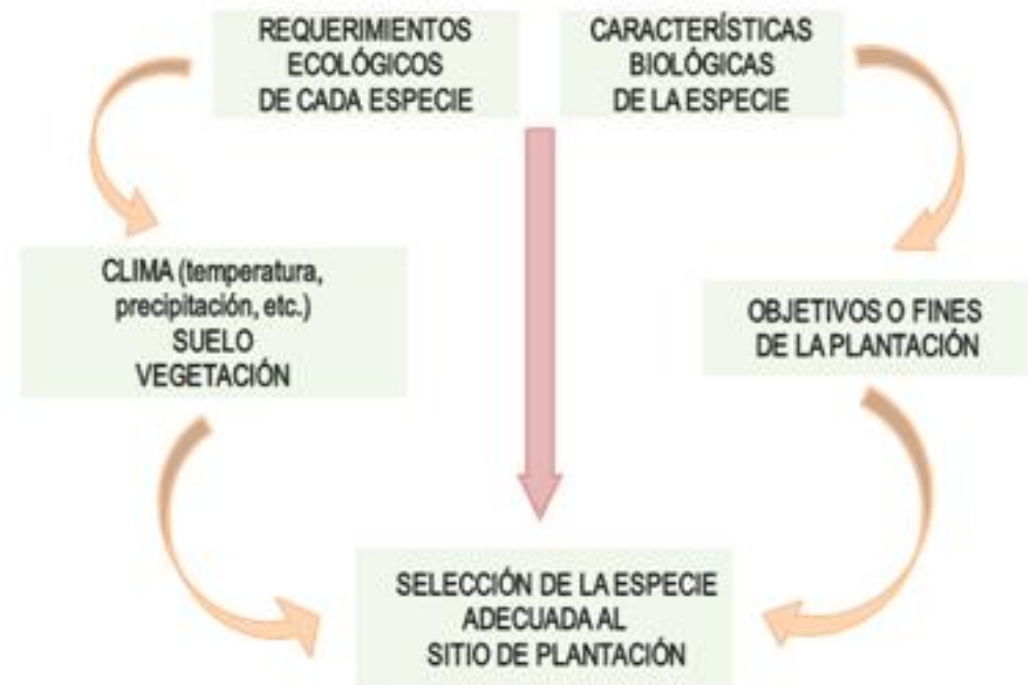 REQUERIMIENTOS
ECOLÓGICOS
DE CADA ESPECIE
CARACTERÍSTICAS
BIOLÓGICAS
DE LA ESPECIE
CLIMA (temperatura,
precipitación, etc.)
SUELO
VEGETACIÓN
OBJETIVOS O FINES
DE LA PLANTACIÓN
SELECCIÓN DE LA ESPECIE
ADECUADA AL
SITIO DE PLANTACIÓN